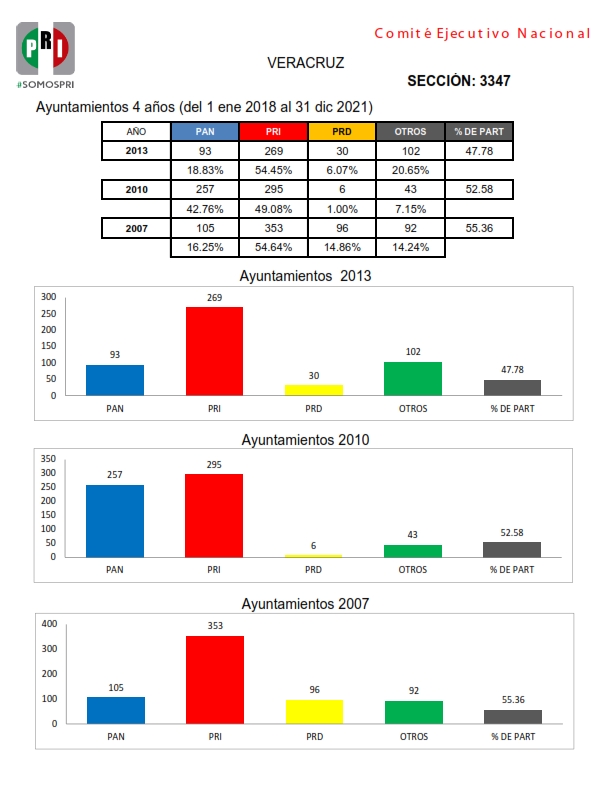 Comité Ejecutivo Nacional
PRI
#SOMOSPRI
VERACRUZ
SECCIÓN: 3347
Ayuntamientos 4 años (del 1 ene 2018 al 31 dic 2021)
AÑO PAN PRI PRD OTROS % DE PART
2013 93 269 30 102 47.78
18.83% 54.45% 6.07% 20.65%
2010 257 295 6 43 52.58
42.76% 49.08% 1.00% 7.15%
2007 105 353 96 92 55.36
16.25% 54.64% 14.86% 14.24%
Ayuntamientos 2013
300
250
200
150
100
50
0
93
269
30
102
47.78
PAN PRI PRD OTROS % DE PART
Ayuntamientos 2010
350
300
250
200
150
100
50
0
257
295
6
43
52.58
PAN PRI PRD OTROS % DE PART
Ayuntamientos 2007
400
300
200
100
0
105
353
96
92
55.36
PAN PRI PRD OTROS % DE PART